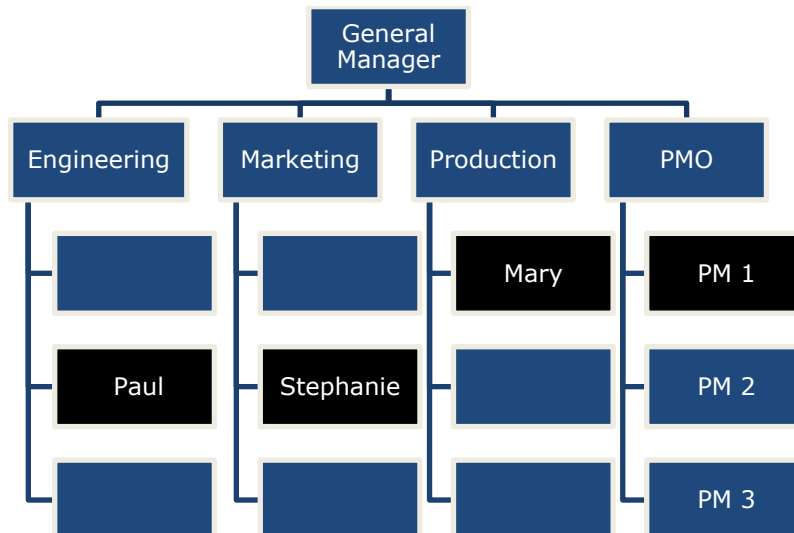 General
Manager
Engineering
Marketing
Production
PMO
Mary
PM 1
Paul
Stephanie
PM 2
PM 3